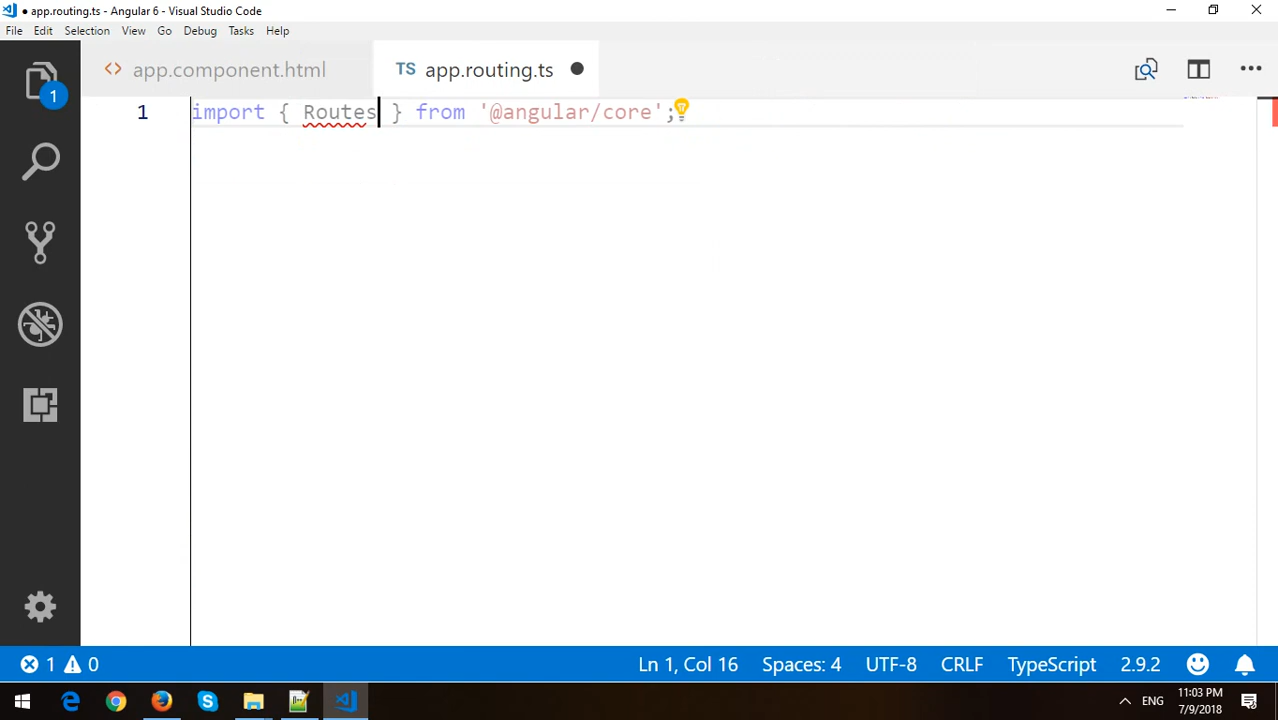 ● app.routing.ts - Angular 6 - Visual Studio Code
File Edit Selection View Go Debug Tasks Help
<> app.component.html TS app.routing.ts ●
1 import { Routes } from '@angular/core';
1
1 0 Ln 1, Col 16 Spaces: 4 UTF-8 CRLF TypeScript 2.9.2
ENG 11:03 PM
7/9/2018